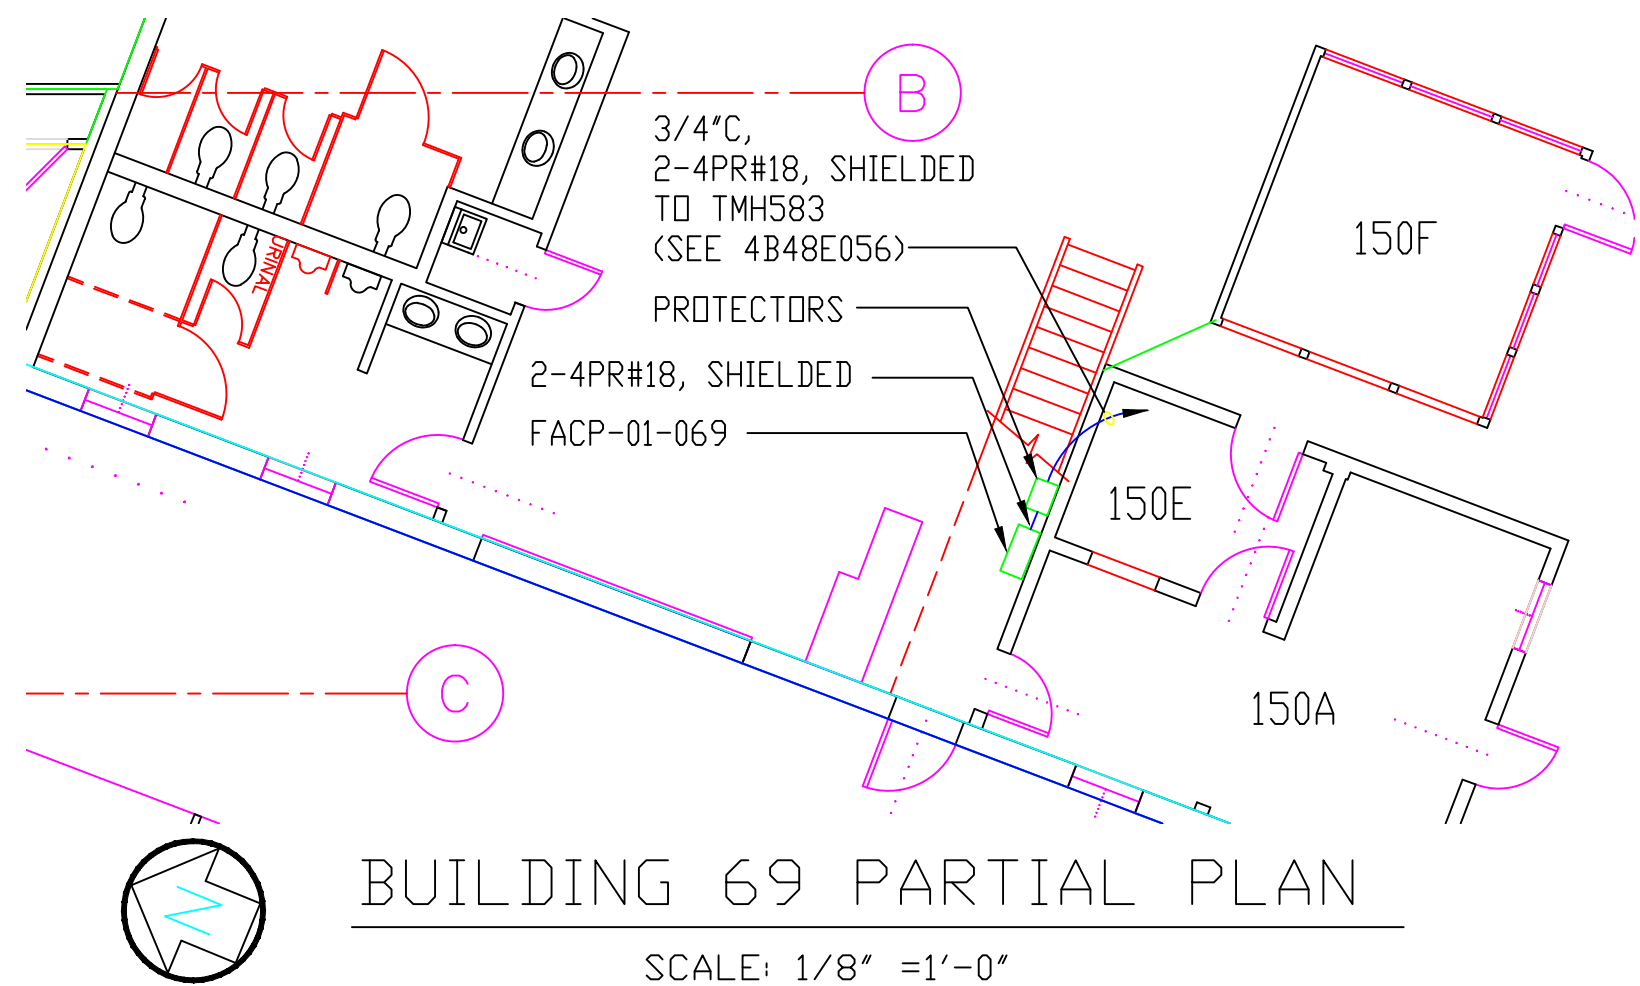 B
3/4"C,
2-4PR#18, SHIELDED
TO TMH583
(SEE 4B48E056)
150F
PROTECTORS
2-4PR#18, SHIELDED
FACP-01-069
URINAL
150E
C
150A
N
BUILDING 69 PARTIAL PLAN
SCALE: 1/8" =1'-0"